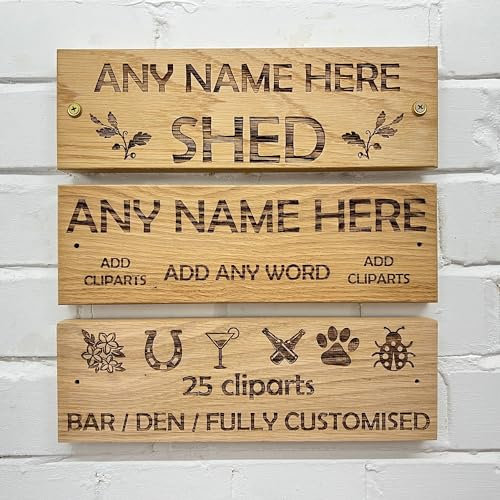 ANY NAME HERE
SHED
ANY NAME HERE
ADD CLIPARTS
ADD ANY WORD
ADD CLIPARTS
25 cliparts
BAR / DEN / FULLY CUSTOMISED